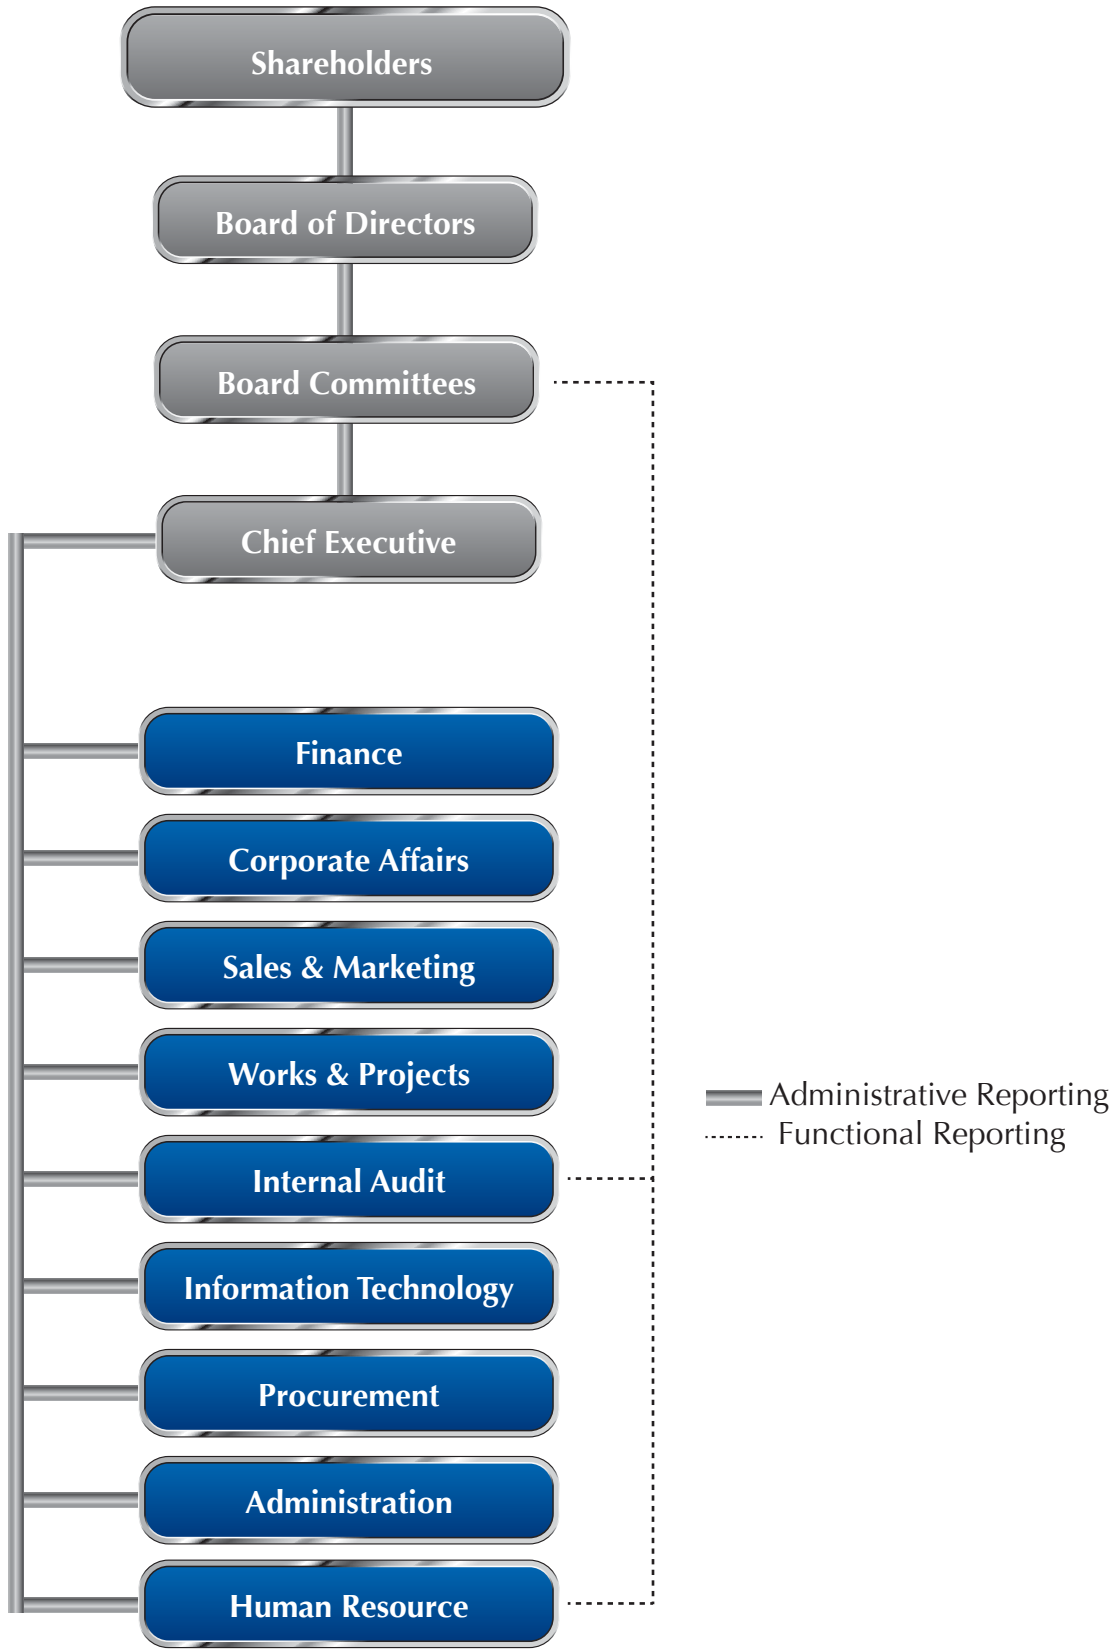 Shareholders
Board of Directors
Board Committees
Chief Executive
Finance
Corporate Affairs
Sales & Marketing
Works & Projects
Internal Audit
Information Technology
Procurement
Administration
Human Resource
Administrative Reporting
Functional Reporting